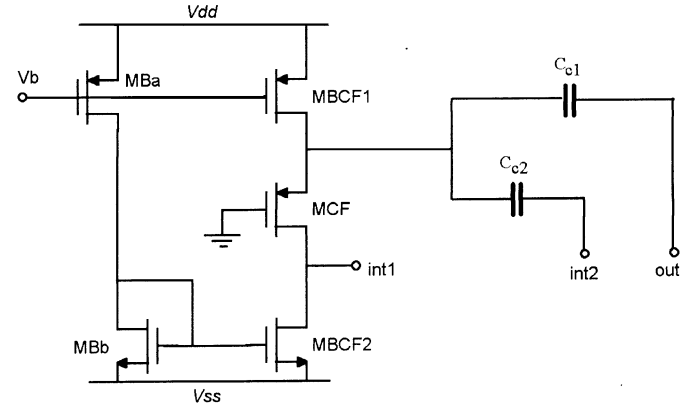 Vdd
Vb
MBa
MBCF1
Cc1
Cc2
MCF
int1
int2
out
MBb
MBCF2
Vss